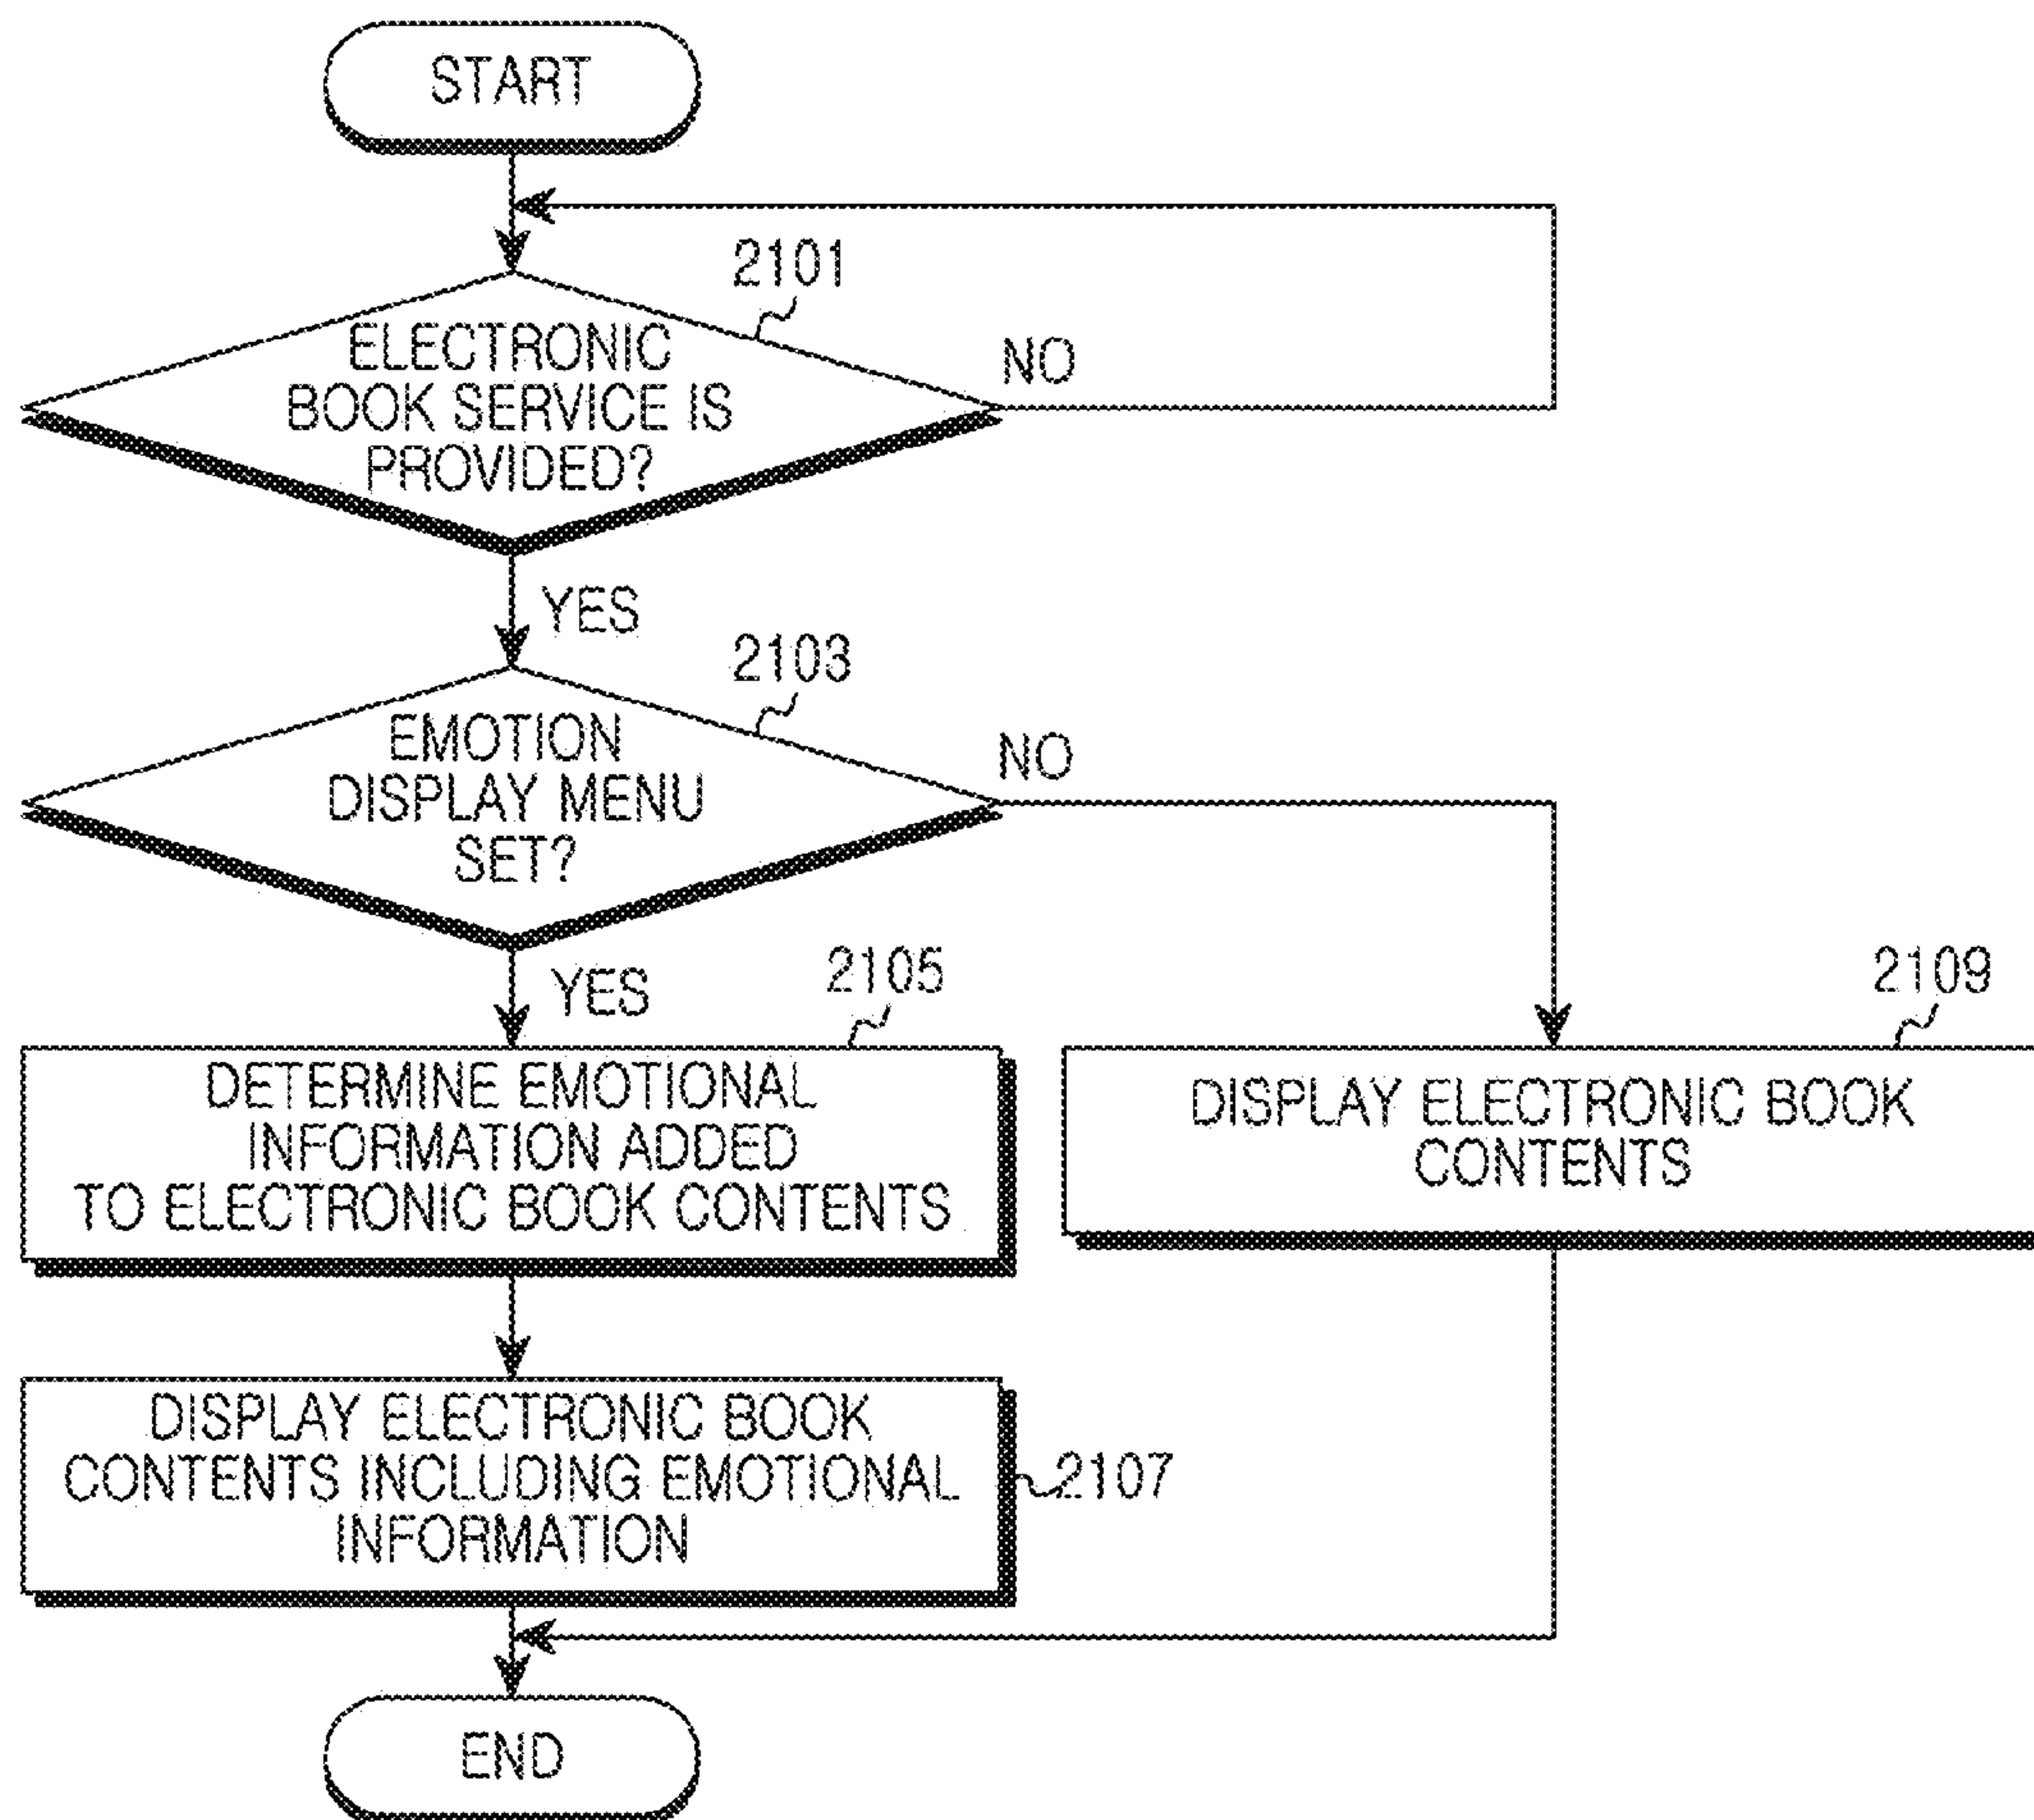 START
2101
ELECTRONIC
BOOK SERVICE IS
PROVIDED?
NO
YES
2103
EMOTION
DISPLAY MENU
SET?
NO
YES
2105
DETERMINE EMOTIONAL
INFORMATION ADDED
TO ELECTRONIC BOOK CONTENTS
2109
DISPLAY ELECTRONIC BOOK
CONTENTS
DISPLAY ELECTRONIC BOOK
CONTENTS INCLUDING EMOTIONAL
INFORMATION
2107
END